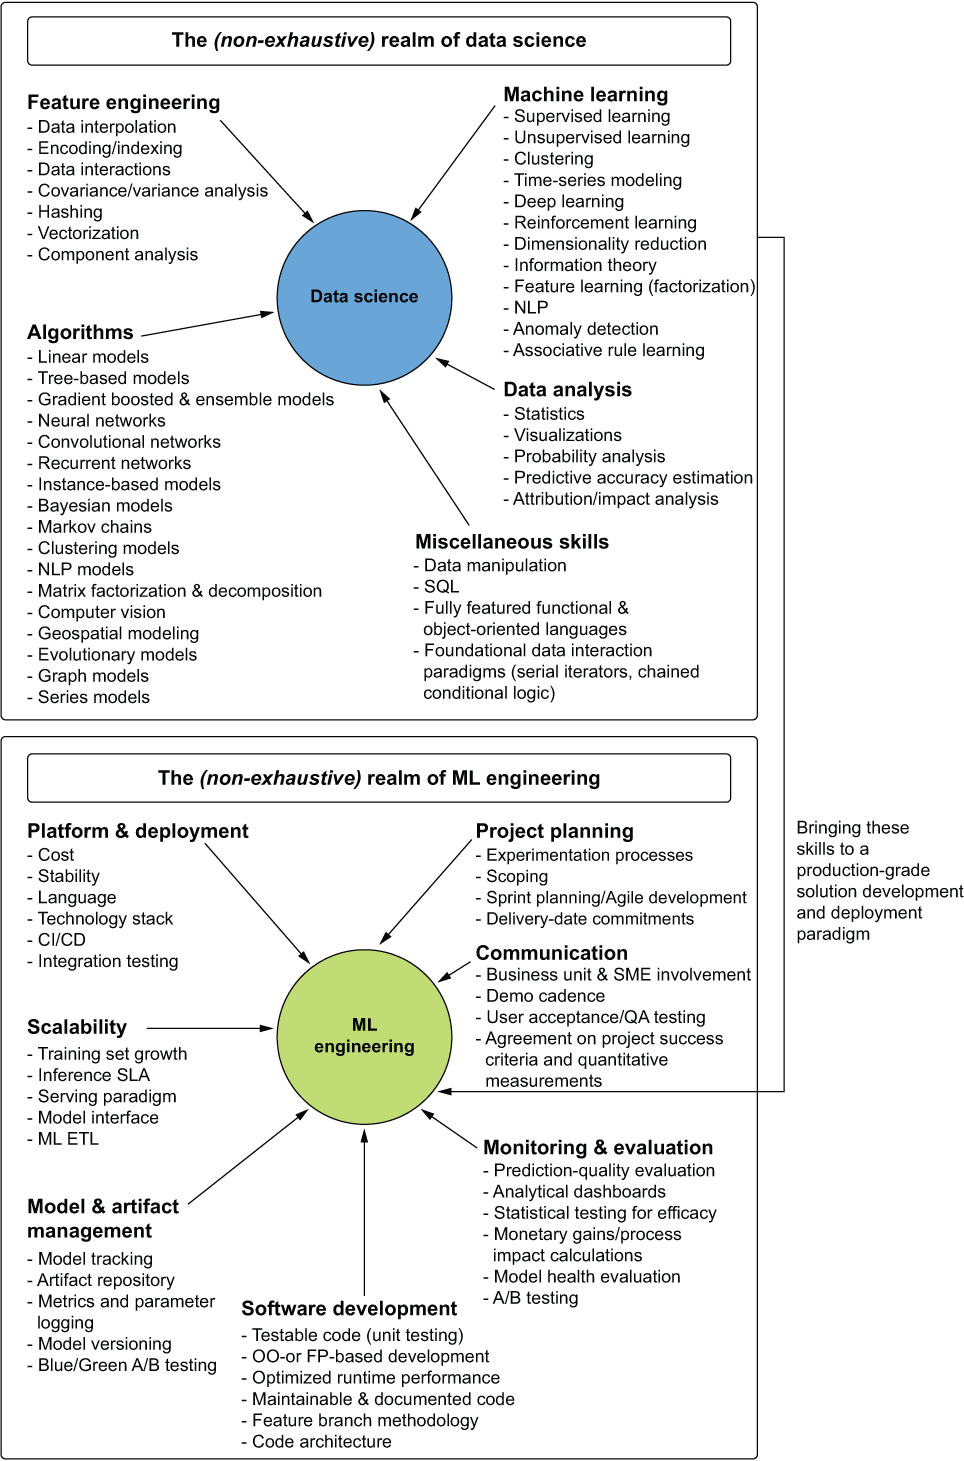 The (non-exhaustive) realm of data science
Feature engineering
- Data interpolation
- Encoding/indexing
- Data interactions
- Covariance/variance analysis
- Hashing
- Vectorization
- Component analysis
Machine learning
- Supervised learning
- Unsupervised learning
- Clustering
- Time-series modeling
- Deep learning
- Reinforcement learning
- Dimensionality reduction
- Information theory
- Feature learning (factorization)
- NLP
- Anomaly detection
- Associative rule learning
Data science
Algorithms
- Linear models
- Tree-based models
- Gradient boosted & ensemble models
- Neural networks
- Convolutional networks
- Recurrent networks
- Instance-based models
- Bayesian models
- Markov chains
- Clustering models
- NLP models
- Matrix factorization & decomposition
- Computer vision
- Geospatial modeling
- Evolutionary models
- Graph models
- Series models
Data analysis
- Statistics
- Visualizations
- Probability analysis
- Predictive accuracy estimation
- Attribution/impact analysis
Miscellaneous skills
- Data manipulation
- SQL
- Fully featured functional &
object-oriented languages
- Foundational data interaction
paradigms (serial iterators, chained
conditional logic)
The (non-exhaustive) realm of ML engineering
Platform & deployment
- Cost
- Stability
- Language
- Technology stack
- CI/CD
- Integration testing
Project planning
- Experimentation processes
- Scoping
- Sprint planning/Agile development
- Delivery-date commitments
Bringing these
skills to a
production-grade
solution development
and deployment
paradigm
Communication
- Business unit & SME involvement
- Demo cadence
- User acceptance/QA testing
- Agreement on project success
criteria and quantitative
measurements
ML
engineering
Scalability
- Training set growth
- Inference SLA
- Serving paradigm
- Model interface
- ML ETL
Monitoring & evaluation
- Prediction-quality evaluation
- Analytical dashboards
- Statistical testing for efficacy
- Monetary gains/process
impact calculations
- Model health evaluation
- A/B testing
Model & artifact
management
- Model tracking
- Artifact repository
- Metrics and parameter
logging
- Model versioning
- Blue/Green A/B testing
Software development
- Testable code (unit testing)
- OO-or FP-based development
- Optimized runtime performance
- Maintainable & documented code
- Feature branch methodology
- Code architecture